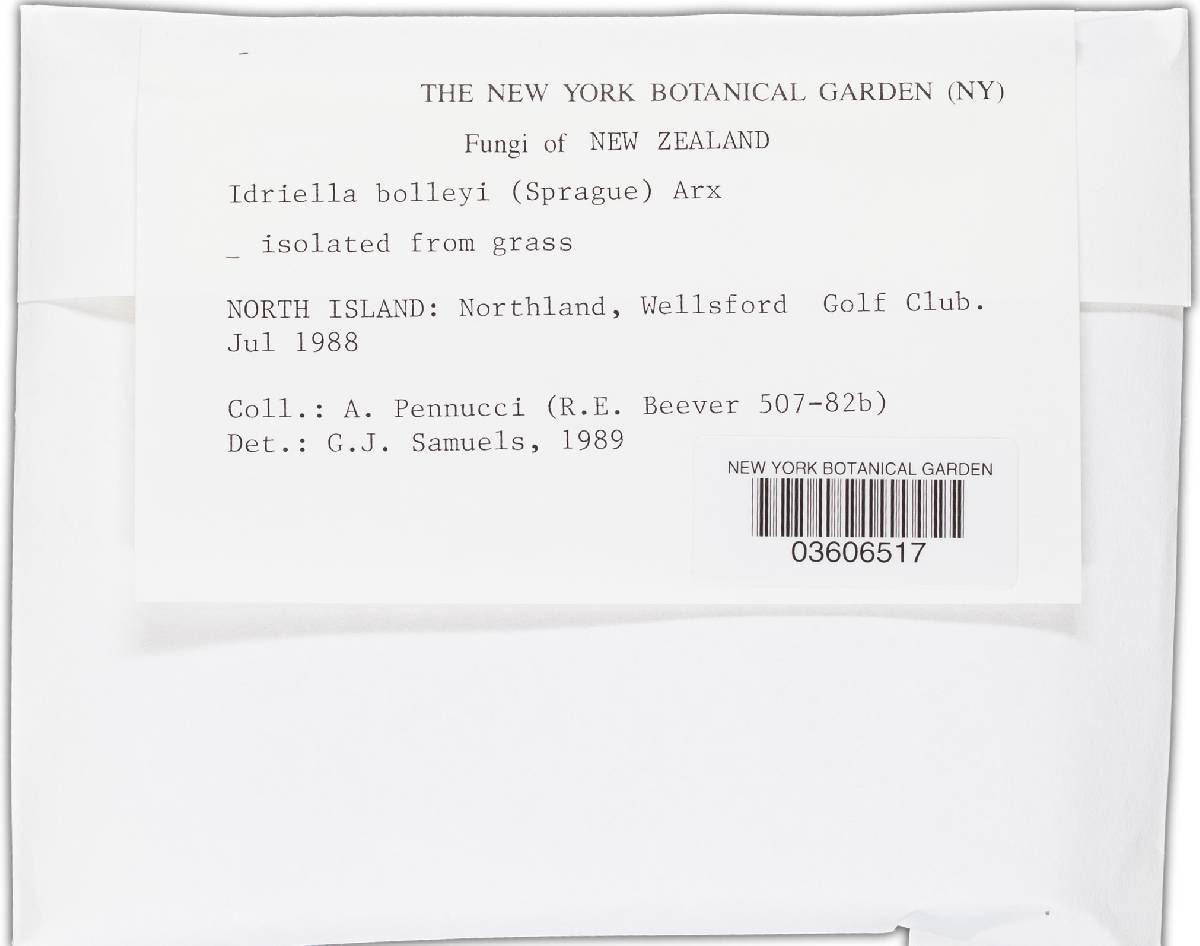 THE NEW YORK BOTANICAL GARDEN (NY)
Fungi of NEW ZEALAND
Idriella bolleyi (Sprague) Arx
_ isolated from grass
NORTH ISLAND: Northland, Wellsford Golf Club.
Jul 1988
Coll.: A. Pennucci (R.E. Beever 507-82b)
Det.: G.J. Samuels, 1989
NEW YORK BOTANICAL GARDEN
03606517